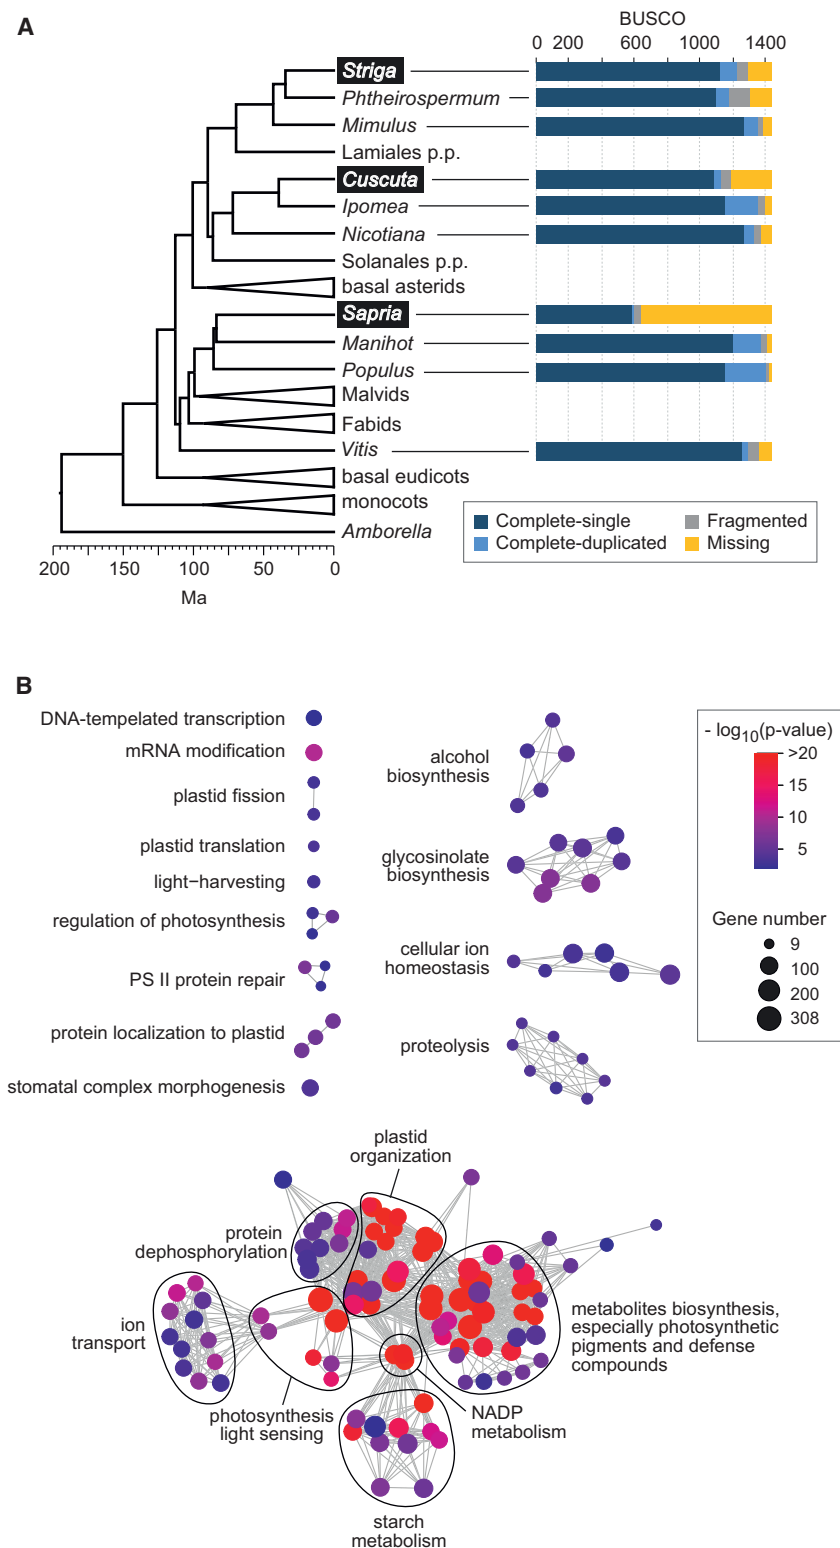 A
BUSCO
0 200 600 1000 1400
Striga
Phtheirospermum
Mimulus
Lamiales p.p.
Cuscuta
Ipomea
Nicotiana
Solanales p.p.
basal asterids
Sapria
Manihot
Populus
Malvids
Fabids
Vitis
basal eudicots
monocots
Amborella
Complete-single
Complete-duplicated
Fragmented
Missing
200 150 100 50 0
Ma
B
DNA-tempelated transcription
mRNA modification
plastid fission
plastid translation
light−harvesting
regulation of photosynthesis
PS II protein repair
protein localization to plastid
stomatal complex morphogenesis
alcohol
biosynthesis
glycosinolate
biosynthesis
cellular ion
homeostasis
proteolysis
- log10(p-value)
>20
15
10
5
Gene number
9
100
200
308
plastid
organization
protein
dephosphorylation
ion
transport
photosynthesis
light sensing
NADP
metabolism
starch
metabolism
metabolites biosynthesis,
especially photosynthetic
pigments and defense
compounds